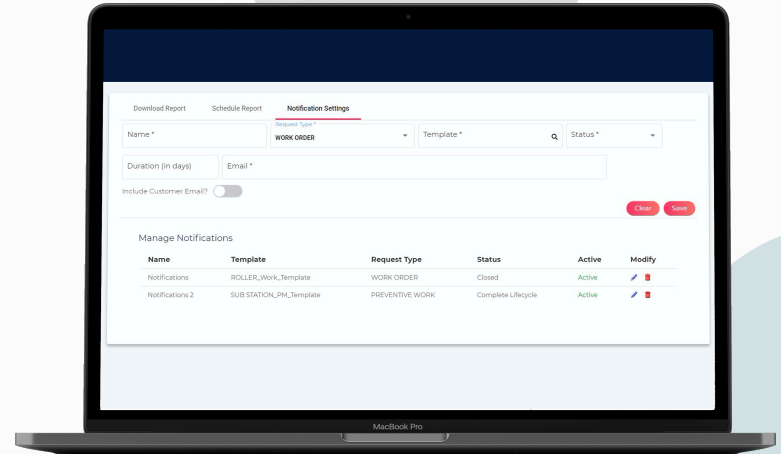 Download Report Schedule Report Notification Settings
Name * Request Type * WORK ORDER Template * Status *
Duration (in days) Email *
Include Customer Email?
Clear Save
Manage Notifications
Name Template Request Type Status Active Modify
Notifications ROLLER_Work_Template WORK ORDER Closed Active
Notifications 2 SUB STATION_PM_Template PREVENTIVE WORK Complete Lifecycle Active
MacBook Pro